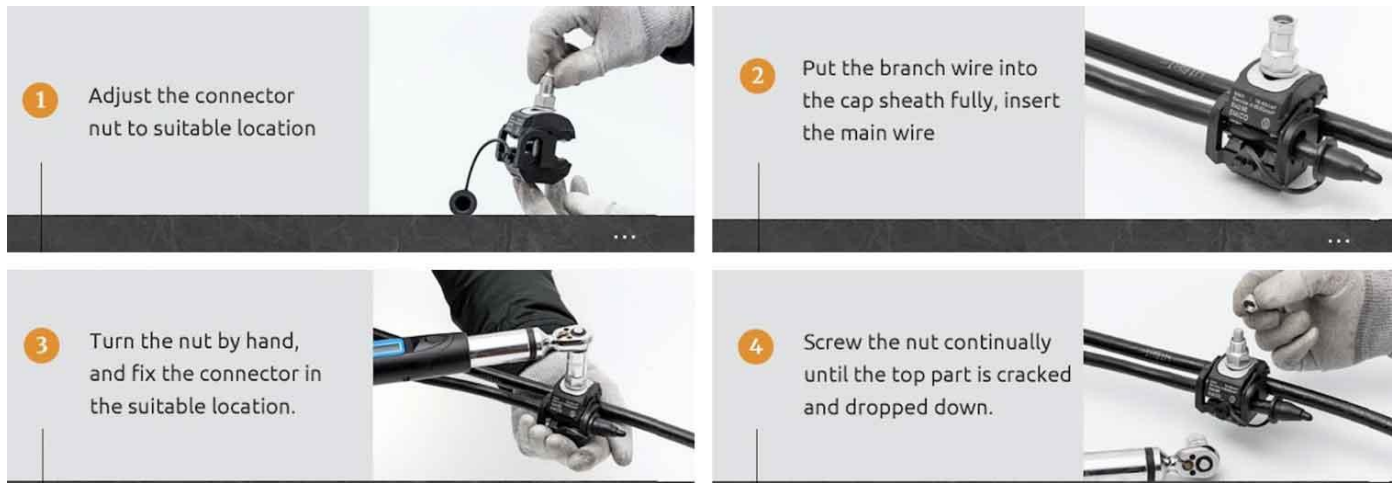 1
Adjust the connector
nut to suitable location
2
Put the branch wire into
the cap sheath fully, insert
the main wire
3
Turn the nut by hand,
and fix the connector in
the suitable location.
4
Screw the nut continually
until the top part is cracked
and dropped down.